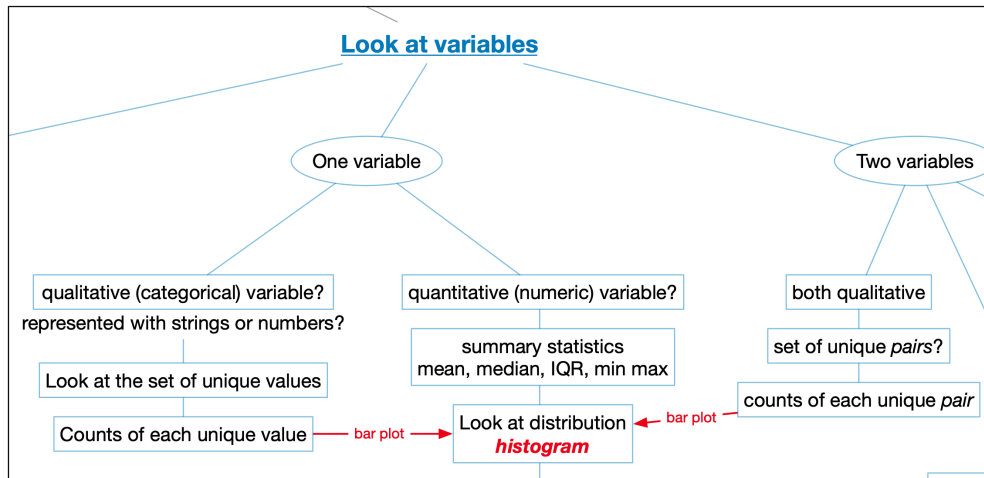 Look at variables
One variable
Two variables
qualitative (categorical) variable?
represented with strings or numbers?
Look at the set of unique values
Counts of each unique value
bar plot
quantitative (numeric) variable?
summary statistics
mean, median, IQR, min max
Look at distribution
histogram
both qualitative
set of unique pairs?
counts of each unique pair
bar plot